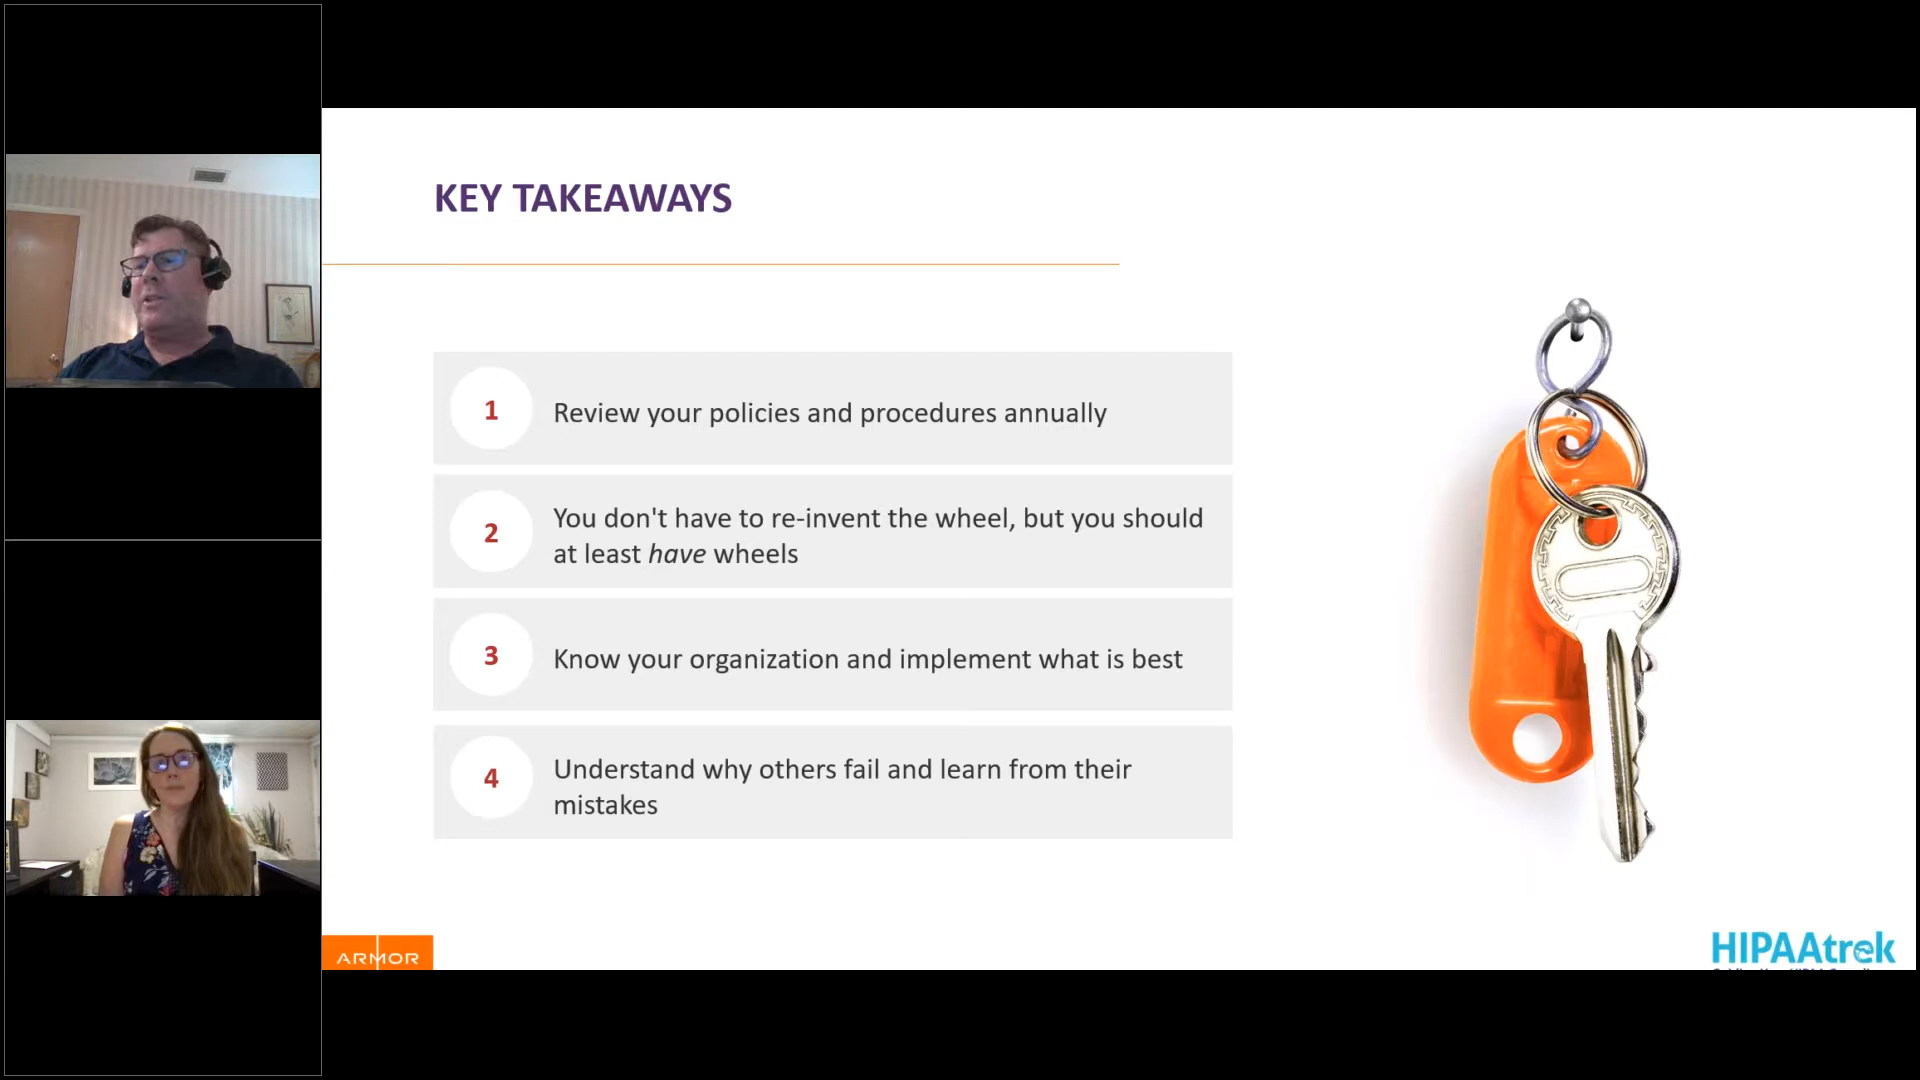 KEY TAKEAWAYS
1
Review your policies and procedures annually
2
You don't have to re-invent the wheel, but you should
at least have wheels
3
Know your organization and implement what is best
4
Understand why others fail and learn from their
mistakes
ARMOR
HIPAAtrek